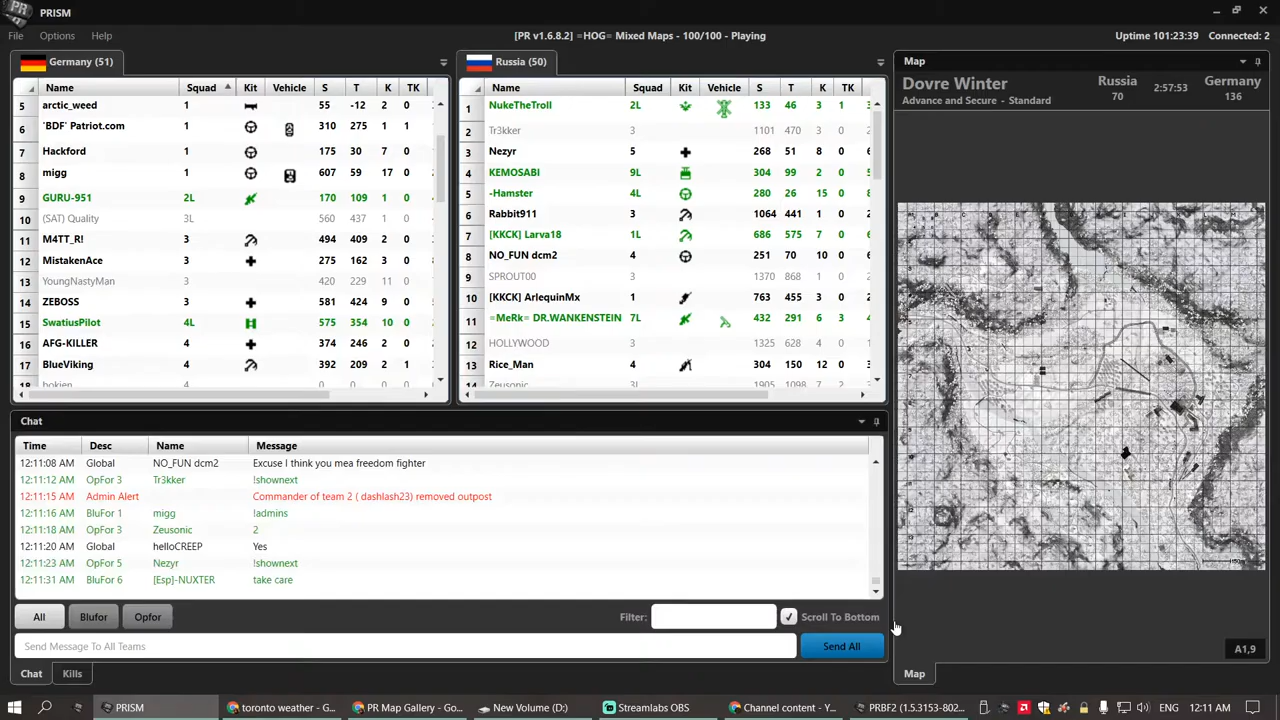 PR PRISM
File Options Help [PR v1.6.8.2] =HOG= Mixed Maps - 100/100 - Playing Uptime 101:23:39 Connected: 2
Germany (51)
Name Squad Kit Vehicle S T K TK
5 arctic_weed 1 55 -12 2 0
6 `BDF' Patriot.com 1 310 275 1 1
7 Hackford 1 175 30 7 0
8 migg 1 607 59 17 0
9 GURU-951 2L 170 109 1 0
10 (SAT) Quality 3L 560 437 1 0
11 M4TT_R! 3 494 409 2 0
12 MistakenAce 3 275 162 3 0
13 YoungNastyMan 3 420 229 11 0
14 ZEBOSS 3 581 424 9 0
15 SwatiusPilot 4L 575 354 10 0
16 AFG-KILLER 4 374 246 2 0
17 BlueViking 4 392 209 2 1
18 hokien 4 0 0 0 0
Russia (50)
Name Squad Kit Vehicle S T K TK
1 NukeTheTroll 2L 133 46 3 1
2 Tr3kker 3 1101 470 3 0
3 Nezyr 5 268 51 8 0
4 KEMOSABI 9L 304 99 2 0
5 -Hamster 4L 280 26 15 0
6 Rabbit911 3 1064 441 1 0
7 [KKCK] Larva18 1L 686 575 7 0
8 NO_FUN dcm2 4 251 70 10 0
9 SPROUT00 3 1370 868 1 0
10 [KKCK] ArlequinMx 1 763 455 3 0
11 =MeRk= DR.WANKENSTEIN 7L 432 291 6 3
12 HOLLYWOOD 3 1325 628 4 0
13 Rice_Man 4 304 150 12 0
14 Zeusonic 3L 1905 1098 7 2
Map
Dovre Winter Russia Germany
Advance and Secure - Standard 70 2:57:53 136
Chat
Time Desc Name Message
12:11:08 AM Global NO_FUN dcm2 Excuse I think you mea freedom fighter
12:11:12 AM OpFor 3 Tr3kker !shownext
12:11:15 AM Admin Alert Commander of team 2 ( dashlash23) removed outpost
12:11:16 AM BluFor 1 migg !admins
12:11:18 AM OpFor 3 Zeusonic 2
12:11:20 AM Global helloCREEP Yes
12:11:23 AM OpFor 5 Nezyr !shownext
12:11:31 AM BluFor 6 [Esp]-NUXTER take care
All Blufor Opfor Filter: Scroll To Bottom
Send Message To All Teams Send All
A1,9
Chat Kills
Map
PRISM toronto weather - G... PR Map Gallery - Go... New Volume (D:) Streamlabs OBS Channel content - Y... PRBF2 (1.5.3153-802... ENG 12:11 AM